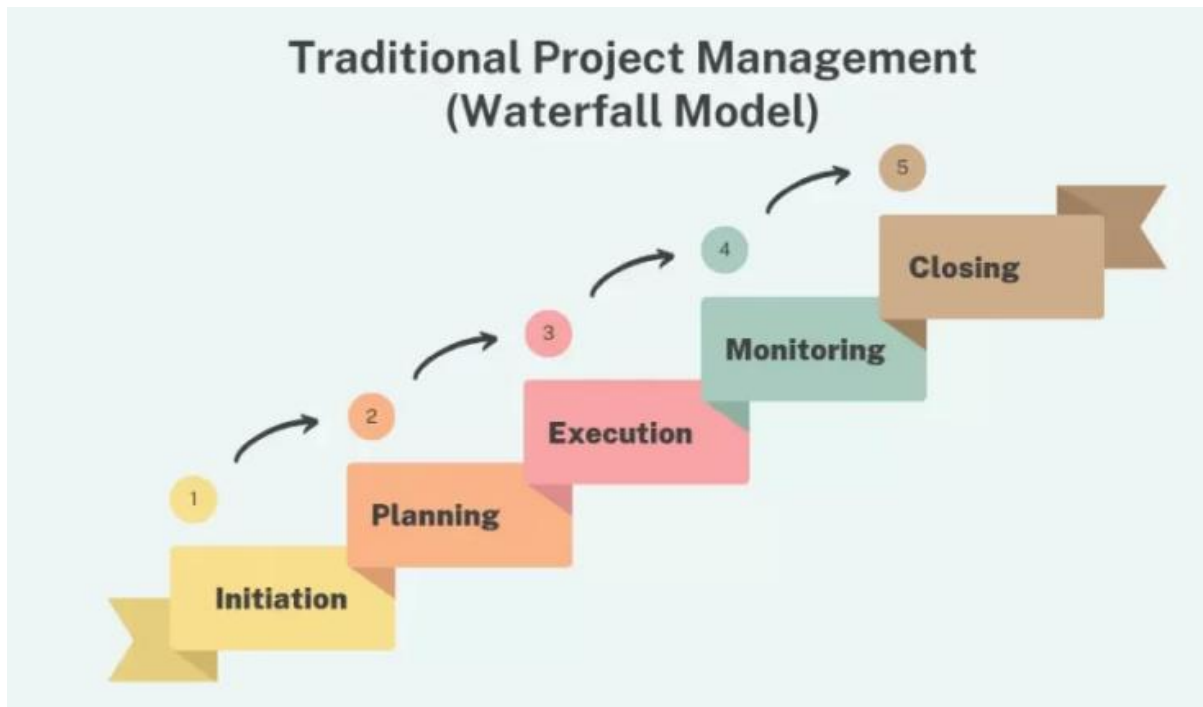 Traditional Project Management
(Waterfall Model)
5
Closing
4
Monitoring
3
Execution
2
Planning
1
Initiation